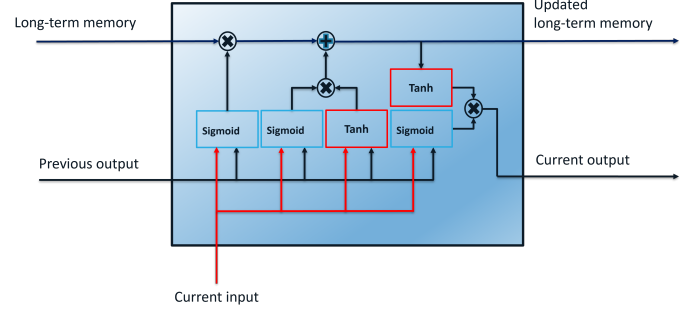 Updated
Long-term memory
long-term memory
Tanh
Sigmoid
Sigmoid
Tanh
Sigmoid
Previous output
Current output
Current input